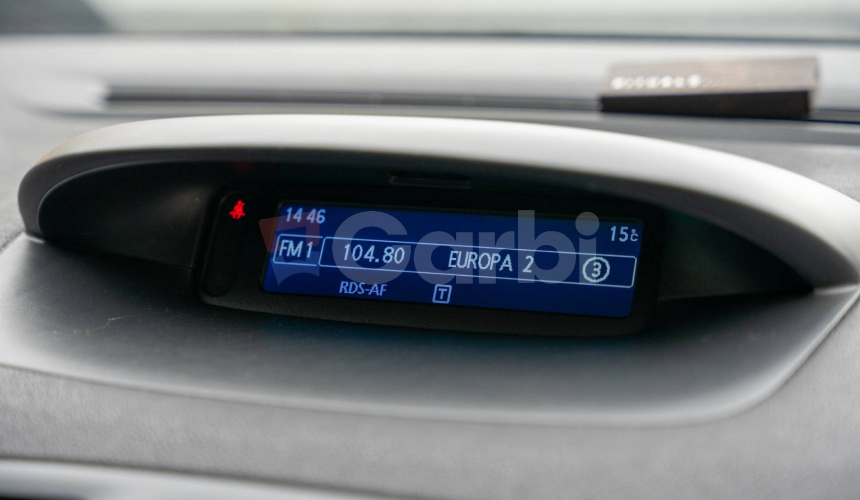 14 46
15°C
FM1 104.80 EUROPA 2 3
RDS-AF T
Carbi